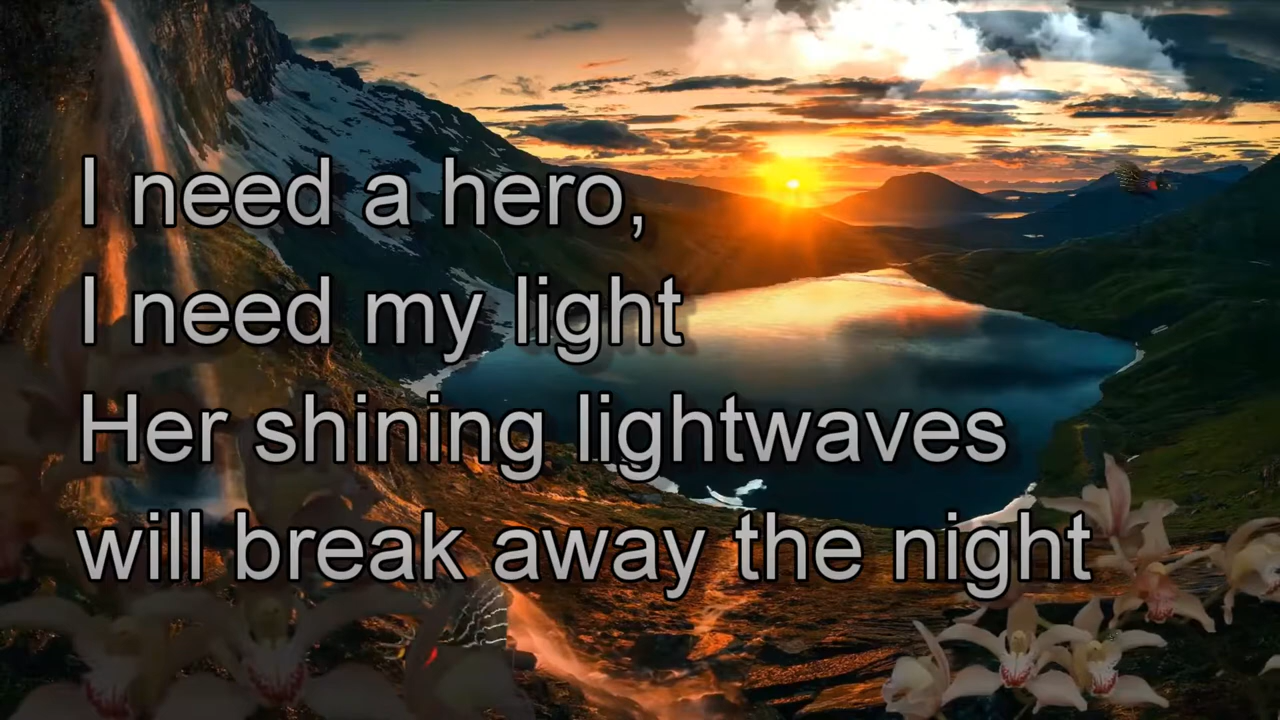 I need a hero,
I need my light
Her shining lightwaves
will break away the night